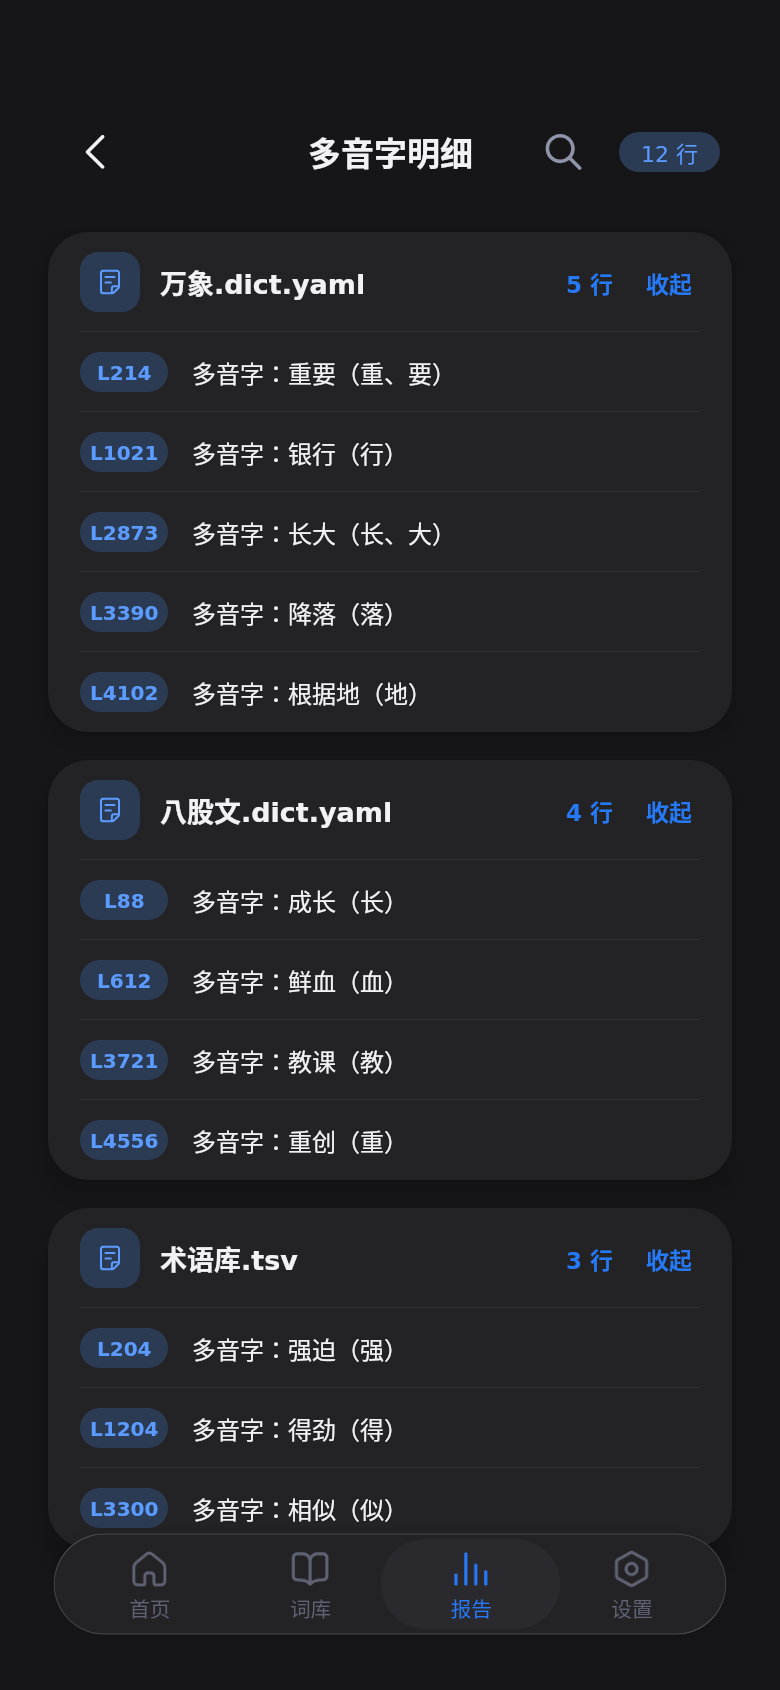 多音字明细 12 行
万象.dict.yaml 5 行 收起
L214 多音字：重要（重、要）
L1021 多音字：银行（行）
L2873 多音字：长大（长、大）
L3390 多音字：降落（落）
L4102 多音字：根据地（地）
八股文.dict.yaml 4 行 收起
L88 多音字：成长（长）
L612 多音字：鲜血（血）
L3721 多音字：教课（教）
L4556 多音字：重创（重）
术语库.tsv 3 行 收起
L204 多音字：强迫（强）
L1204 多音字：得劲（得）
L3300 多音字：相似（似）
首页 词库 报告 设置